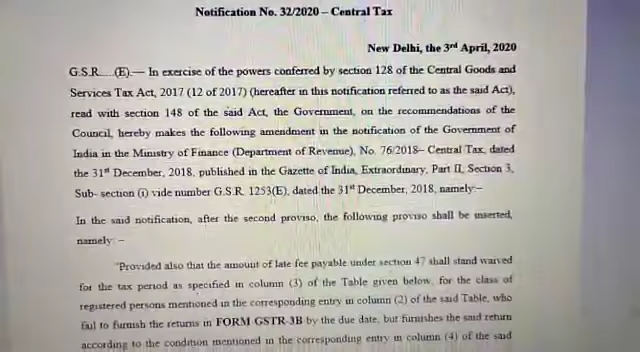 Notification No. 32/2020 – Central Tax
New Delhi, the 3rd April, 2020
G.S.R....(E).— In exercise of the powers conferred by section 128 of the Central Goods and
Services Tax Act, 2017 (12 of 2017) (hereafter in this notification referred to as the said Act),
read with section 148 of the said Act, the Government, on the recommendations of the
Council, hereby makes the following amendment in the notification of the Government of
India in the Ministry of Finance (Department of Revenue), No. 76/2018– Central Tax, dated
the 31st December, 2018, published in the Gazette of India, Extraordinary, Part II, Section 3,
Sub- section (i) vide number G.S.R. 1253(E), dated the 31st December, 2018, namely:–
In the said notification, after the second proviso, the following proviso shall be inserted,
namely: –
"Provided also that the amount of late fee payable under section 47 shall stand waived
for the tax period as specified in column (3) of the Table given below, for the class of
registered persons mentioned in the corresponding entry in column (2) of the said Table, who
fail to furnish the returns in FORM GSTR-3B by the due date, but furnishes the said return
according to the condition mentioned in the corresponding entry in column (4) of the said